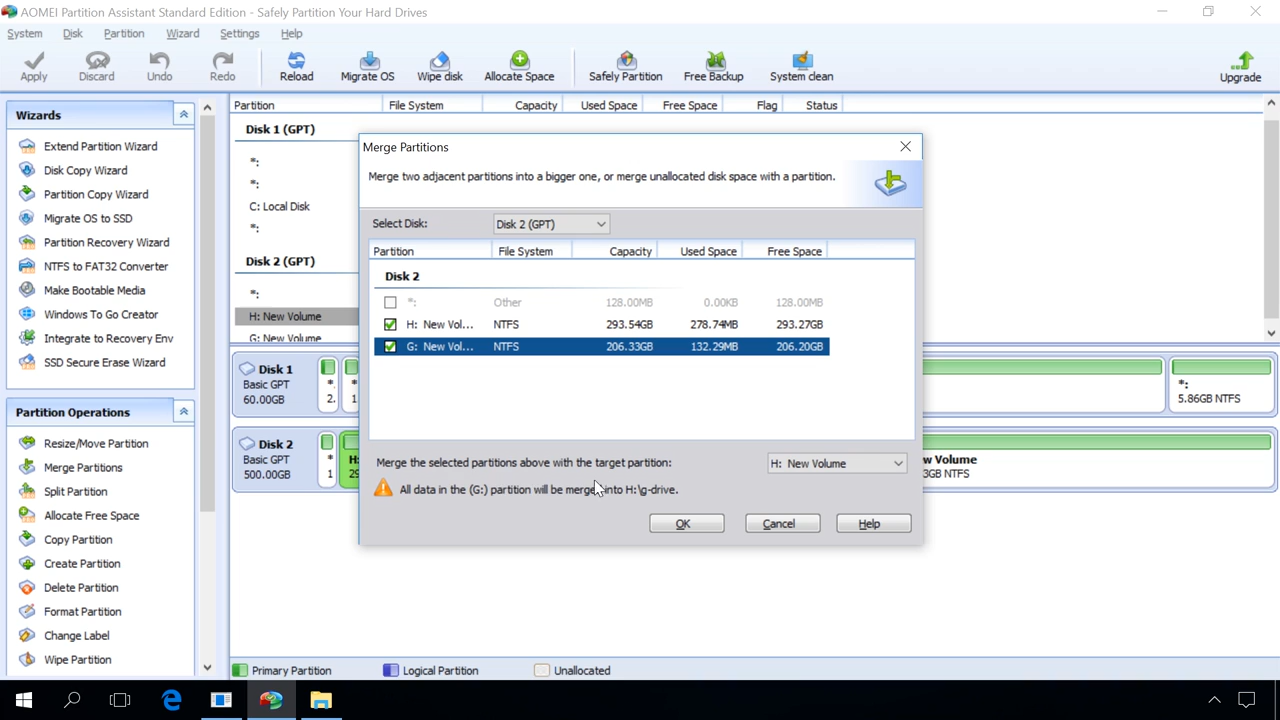 AOMEI Partition Assistant Standard Edition - Safely Partition Your Hard Drives
System Disk Partition Wizard Settings Help
Apply Discard Undo Redo Reload Migrate OS Wipe disk Allocate Space Safely Partition Free Backup System clean Upgrade
Wizards
Extend Partition Wizard
Disk Copy Wizard
Partition Copy Wizard
Migrate OS to SSD
Partition Recovery Wizard
NTFS to FAT32 Converter
Make Bootable Media
Windows To Go Creator
Integrate to Recovery Env
SSD Secure Erase Wizard
Partition Operations
Resize/Move Partition
Merge Partitions
Split Partition
Allocate Free Space
Copy Partition
Create Partition
Delete Partition
Format Partition
Change Label
Wipe Partition
Partition File System Capacity Used Space Free Space Flag Status
Disk 1 (GPT)
*:
*:
C: Local Disk
*:
Disk 2 (GPT)
*:
H: New Volume
G: New Volume
Merge Partitions
Merge two adjacent partitions into a bigger one, or merge unallocated disk space with a partition.
Select Disk: Disk 2 (GPT)
Partition File System Capacity Used Space Free Space
Disk 2
*: Other 128.00MB 0.00KB 128.00MB
H: New Vol... NTFS 293.54GB 278.74MB 293.27GB
G: New Vol... NTFS 206.33GB 132.29MB 206.20GB
Merge the selected partitions above with the target partition: H: New Volume
All data in the (G:) partition will be merged into H:\g-drive.
OK Cancel Help
Disk 1
Basic GPT
60.00GB
*.
2.
*
1
*:
5.86GB NTFS
Disk 2
Basic GPT
500.00GB
*
1
H:
29
w Volume
3GB NTFS
Primary Partition Logical Partition Unallocated